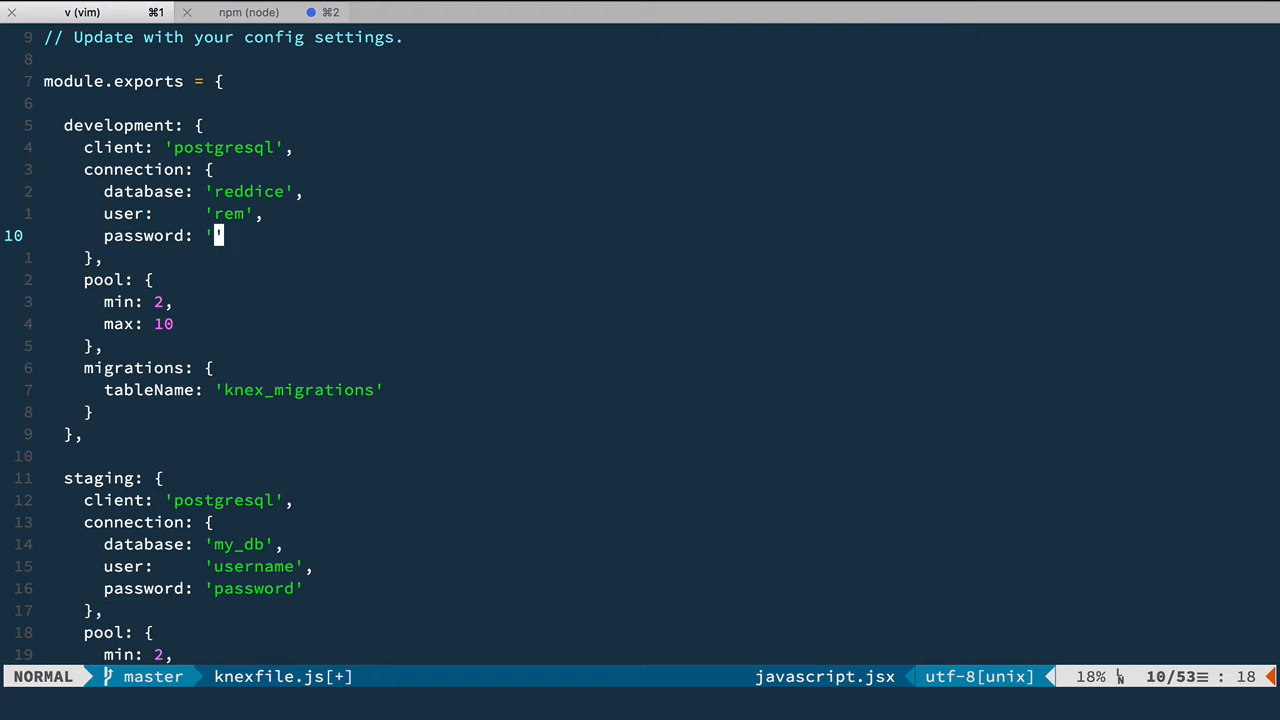 v (vim) ⌘1 npm (node) ⌘2
9 // Update with your config settings.
8
7 module.exports = {
6
5 development: {
4 client: 'postgresql',
3 connection: {
2 database: 'reddice',
1 user: 'rem',
10 password: ''
1 },
2 pool: {
3 min: 2,
4 max: 10
5 },
6 migrations: {
7 tableName: 'knex_migrations'
8 }
9 },
10
11 staging: {
12 client: 'postgresql',
13 connection: {
14 database: 'my_db',
15 user: 'username',
16 password: 'password'
17 },
18 pool: {
19 min: 2,
NORMAL master knexfile.js[+] javascript.jsx utf-8[unix] 18% LN 10/53≡ : 18